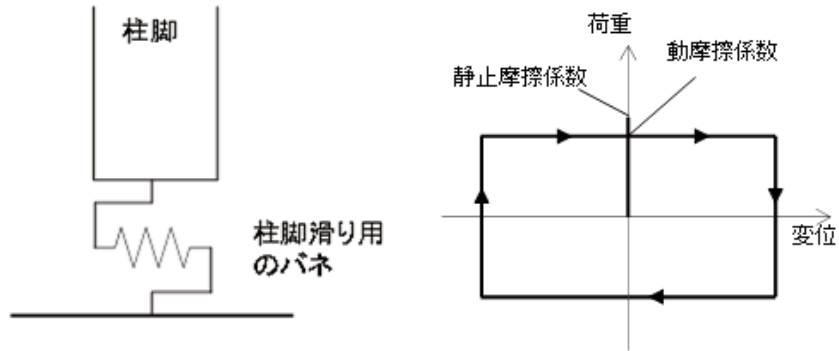 柱脚
柱脚滑り用
のバネ
荷重
静止摩擦係数
動摩擦係数
変位